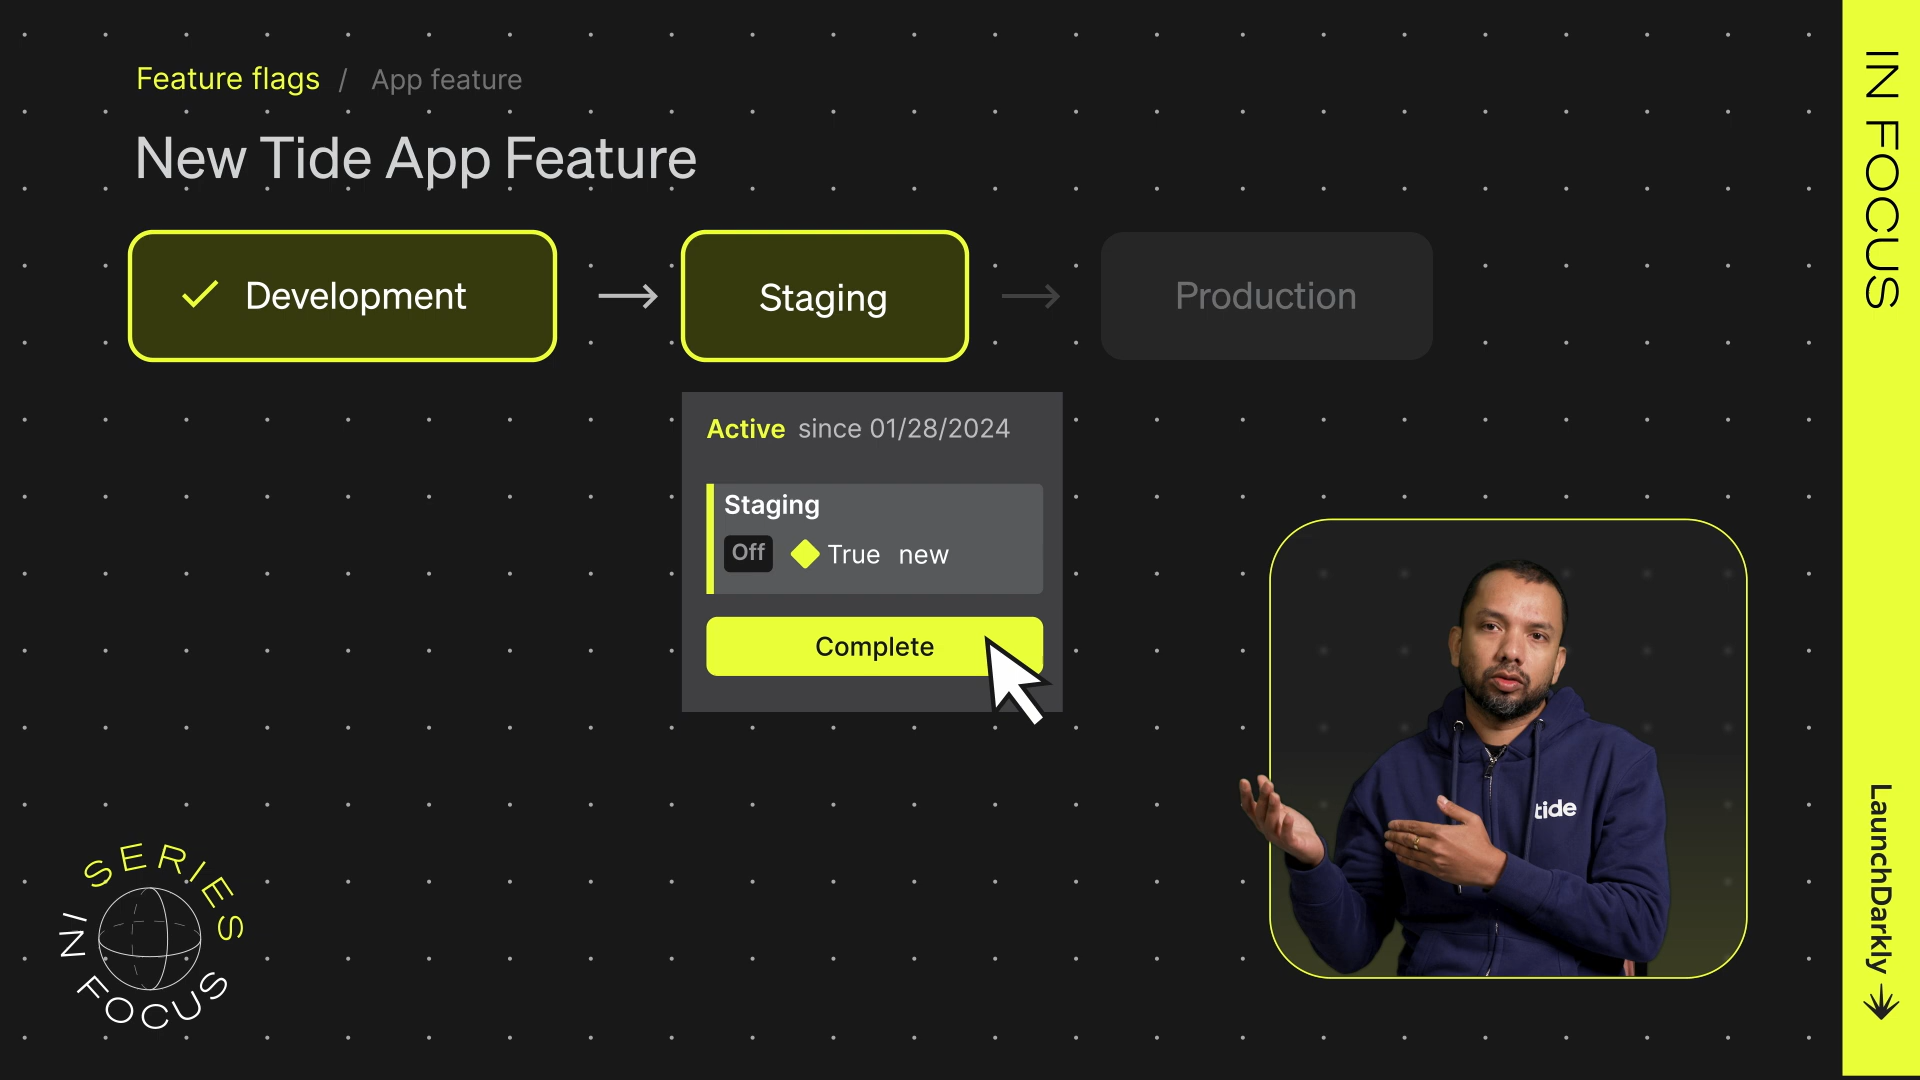 Feature flags / App feature
New Tide App Feature
Development
Staging
Production
Active since 01/28/2024
Staging
Off True new
Complete
tide
SERIES
IN FOCUS
IN FOCUS
LaunchDarkly